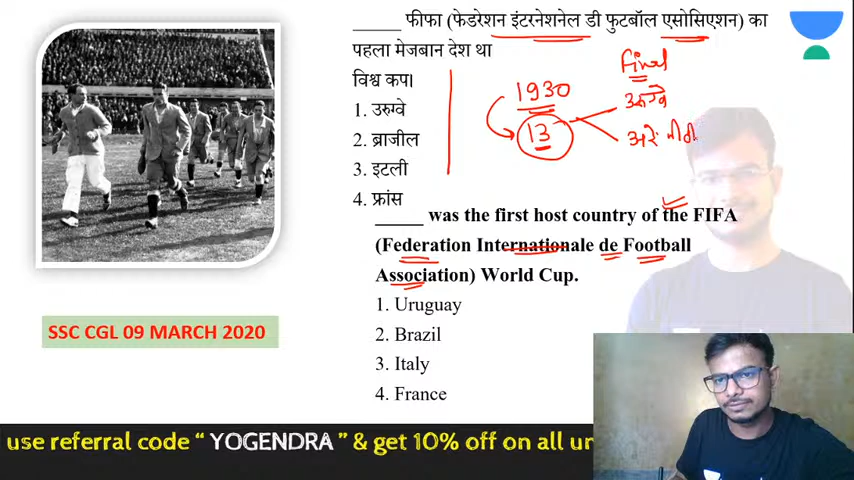 _____ फीफा (फेडरेशन इंटरनेशनेल डी फुटबॉल एसोसिएशन) का
पहला मेजबान देश था
विश्व कप।
1. उरुग्वे
2. ब्राजील
3. इटली
4. फ्रांस
1930
13
Final
उरुग्वे
_____ was the first host country of the FIFA
(Federation Internationale de Football
Association) World Cup.
1. Uruguay
2. Brazil
3. Italy
4. France
SSC CGL 09 MARCH 2020
use referral code “ YOGENDRA ” & get 10% off on all